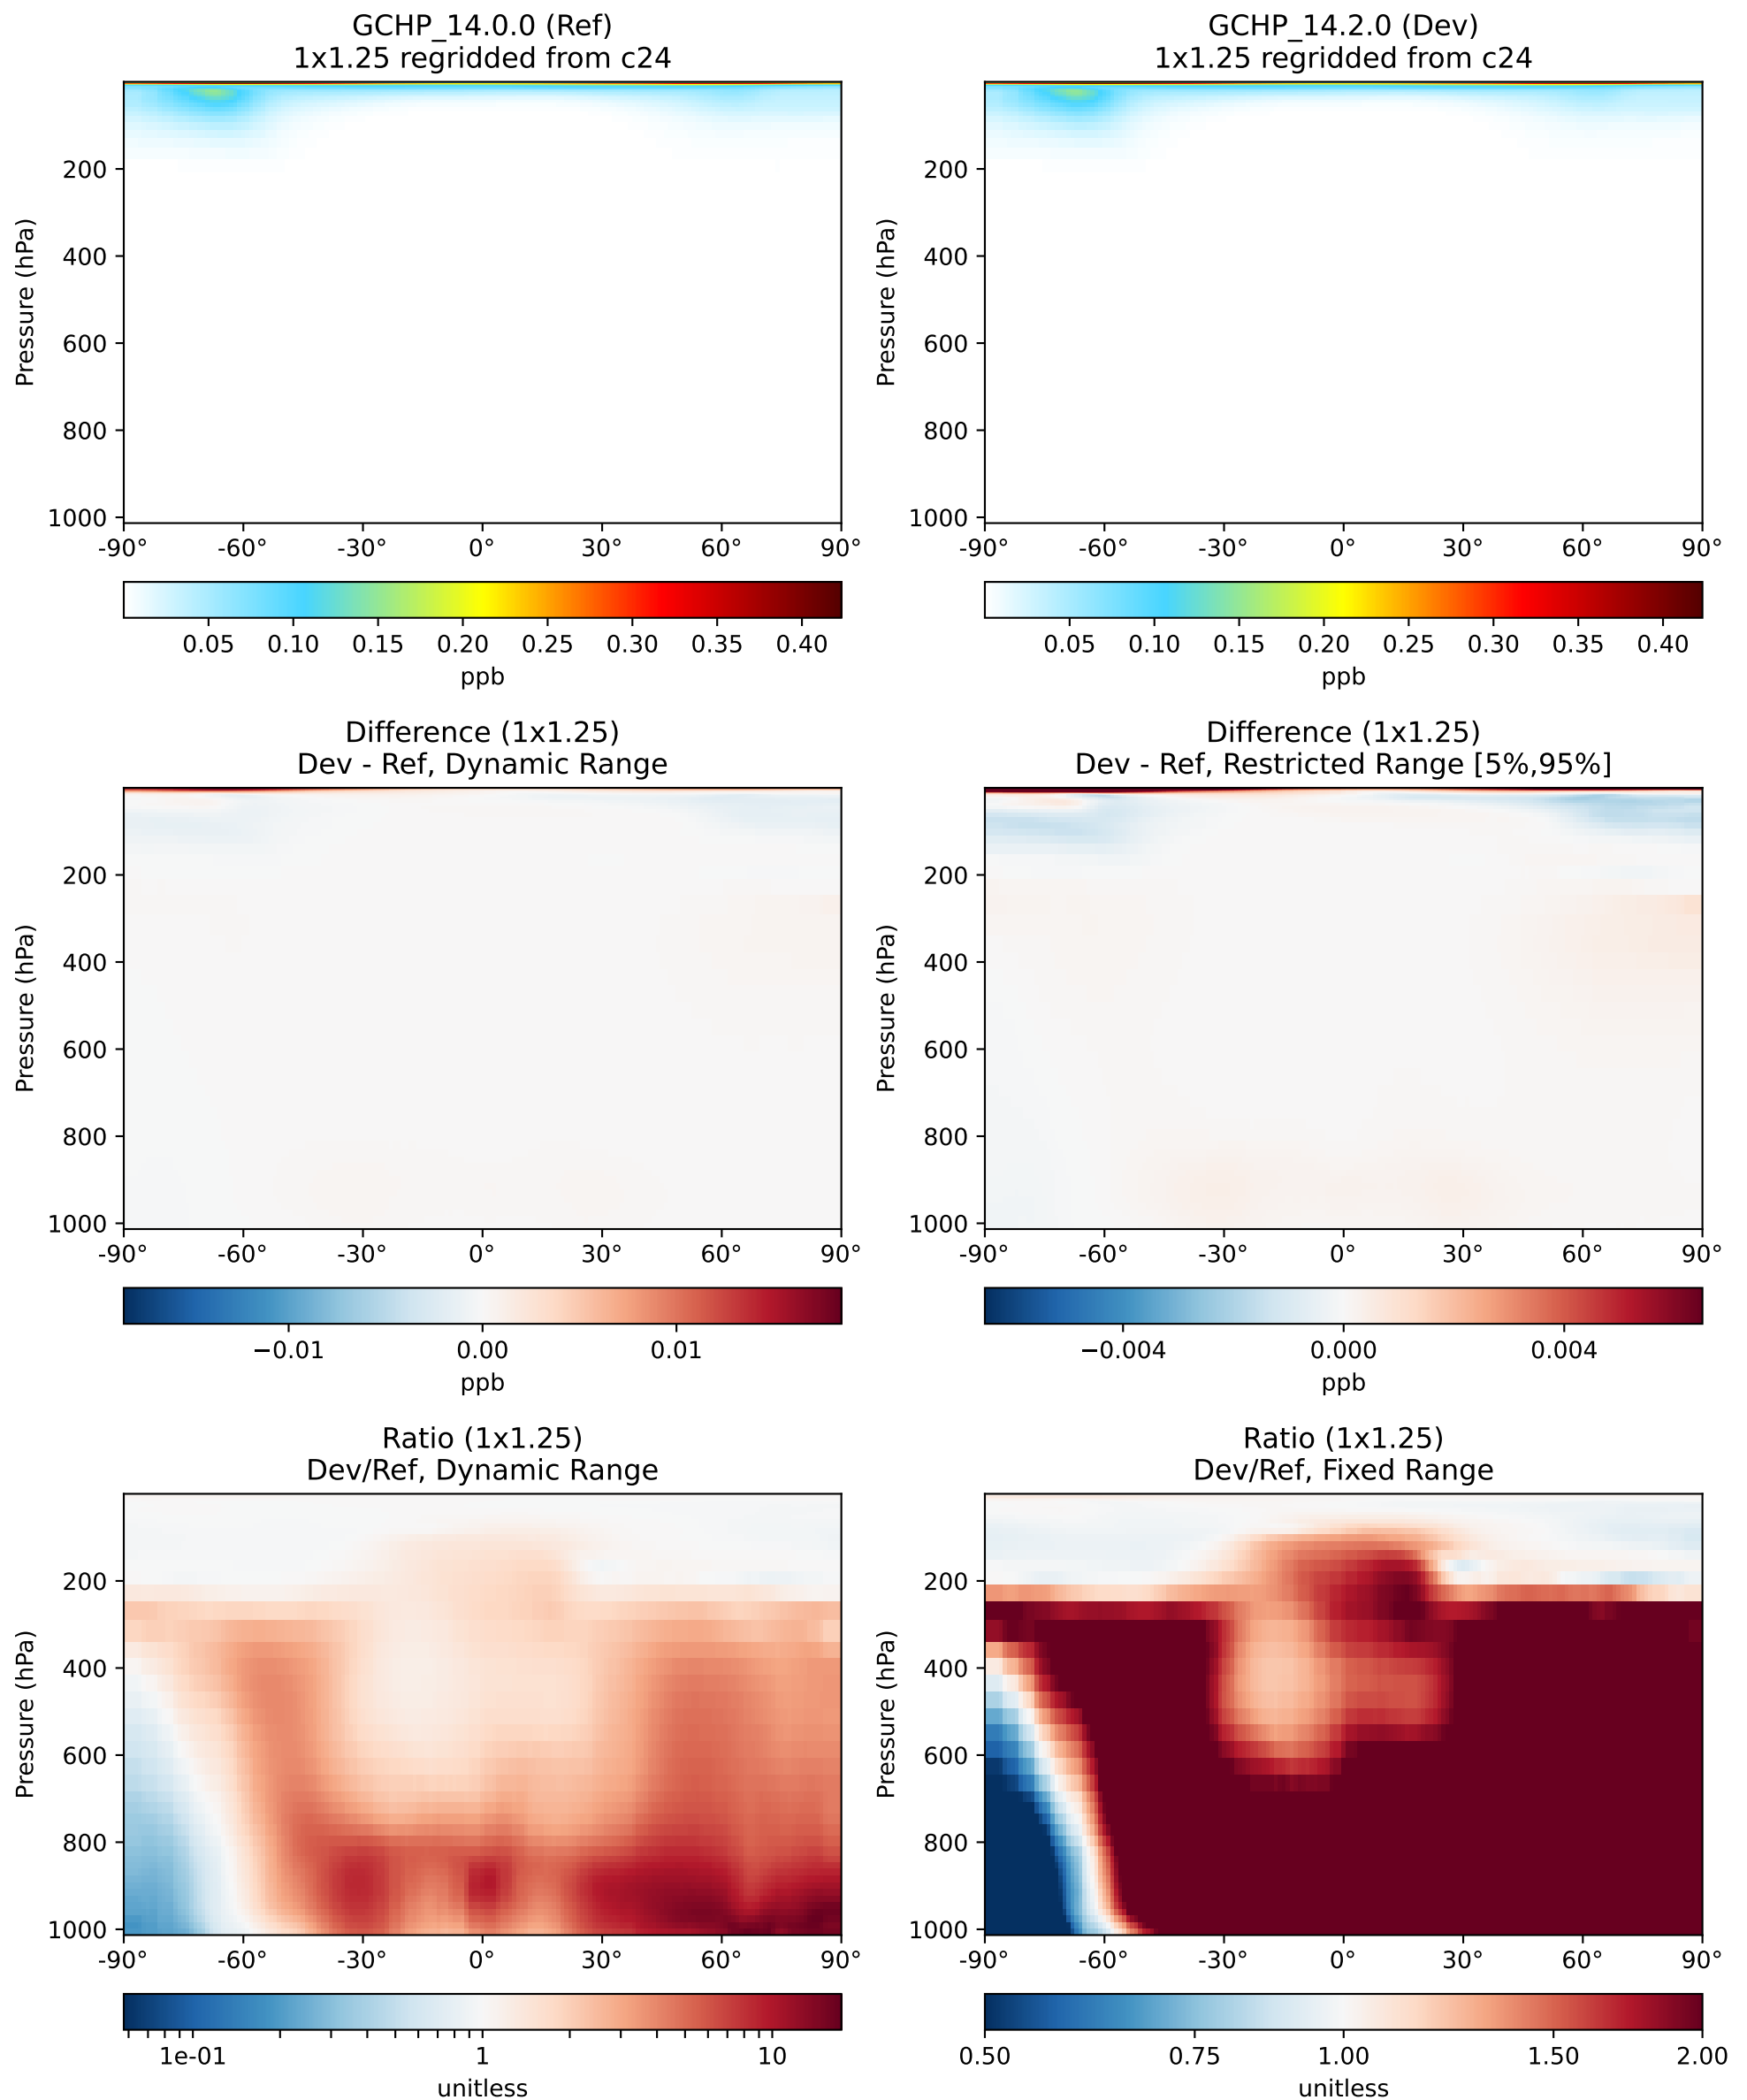 GCHP_14.0.0 (Ref)
1x1.25 regridded from c24
Pressure (hPa)
200
400
600
800
1000
-90° -60° -30° 0° 30° 60° 90°
0.05 0.10 0.15 0.20 0.25 0.30 0.35 0.40
ppb
GCHP_14.2.0 (Dev)
1x1.25 regridded from c24
Pressure (hPa)
200
400
600
800
1000
-90° -60° -30° 0° 30° 60° 90°
0.05 0.10 0.15 0.20 0.25 0.30 0.35 0.40
ppb
Difference (1x1.25)
Dev - Ref, Dynamic Range
Pressure (hPa)
200
400
600
800
1000
-90° -60° -30° 0° 30° 60° 90°
−0.01 0.00 0.01
ppb
Difference (1x1.25)
Dev - Ref, Restricted Range [5%,95%]
Pressure (hPa)
200
400
600
800
1000
-90° -60° -30° 0° 30° 60° 90°
−0.004 0.000 0.004
ppb
Ratio (1x1.25)
Dev/Ref, Dynamic Range
Pressure (hPa)
200
400
600
800
1000
-90° -60° -30° 0° 30° 60° 90°
1e-01 1 10
unitless
Ratio (1x1.25)
Dev/Ref, Fixed Range
Pressure (hPa)
200
400
600
800
1000
-90° -60° -30° 0° 30° 60° 90°
0.50 0.75 1.00 1.50 2.00
unitless